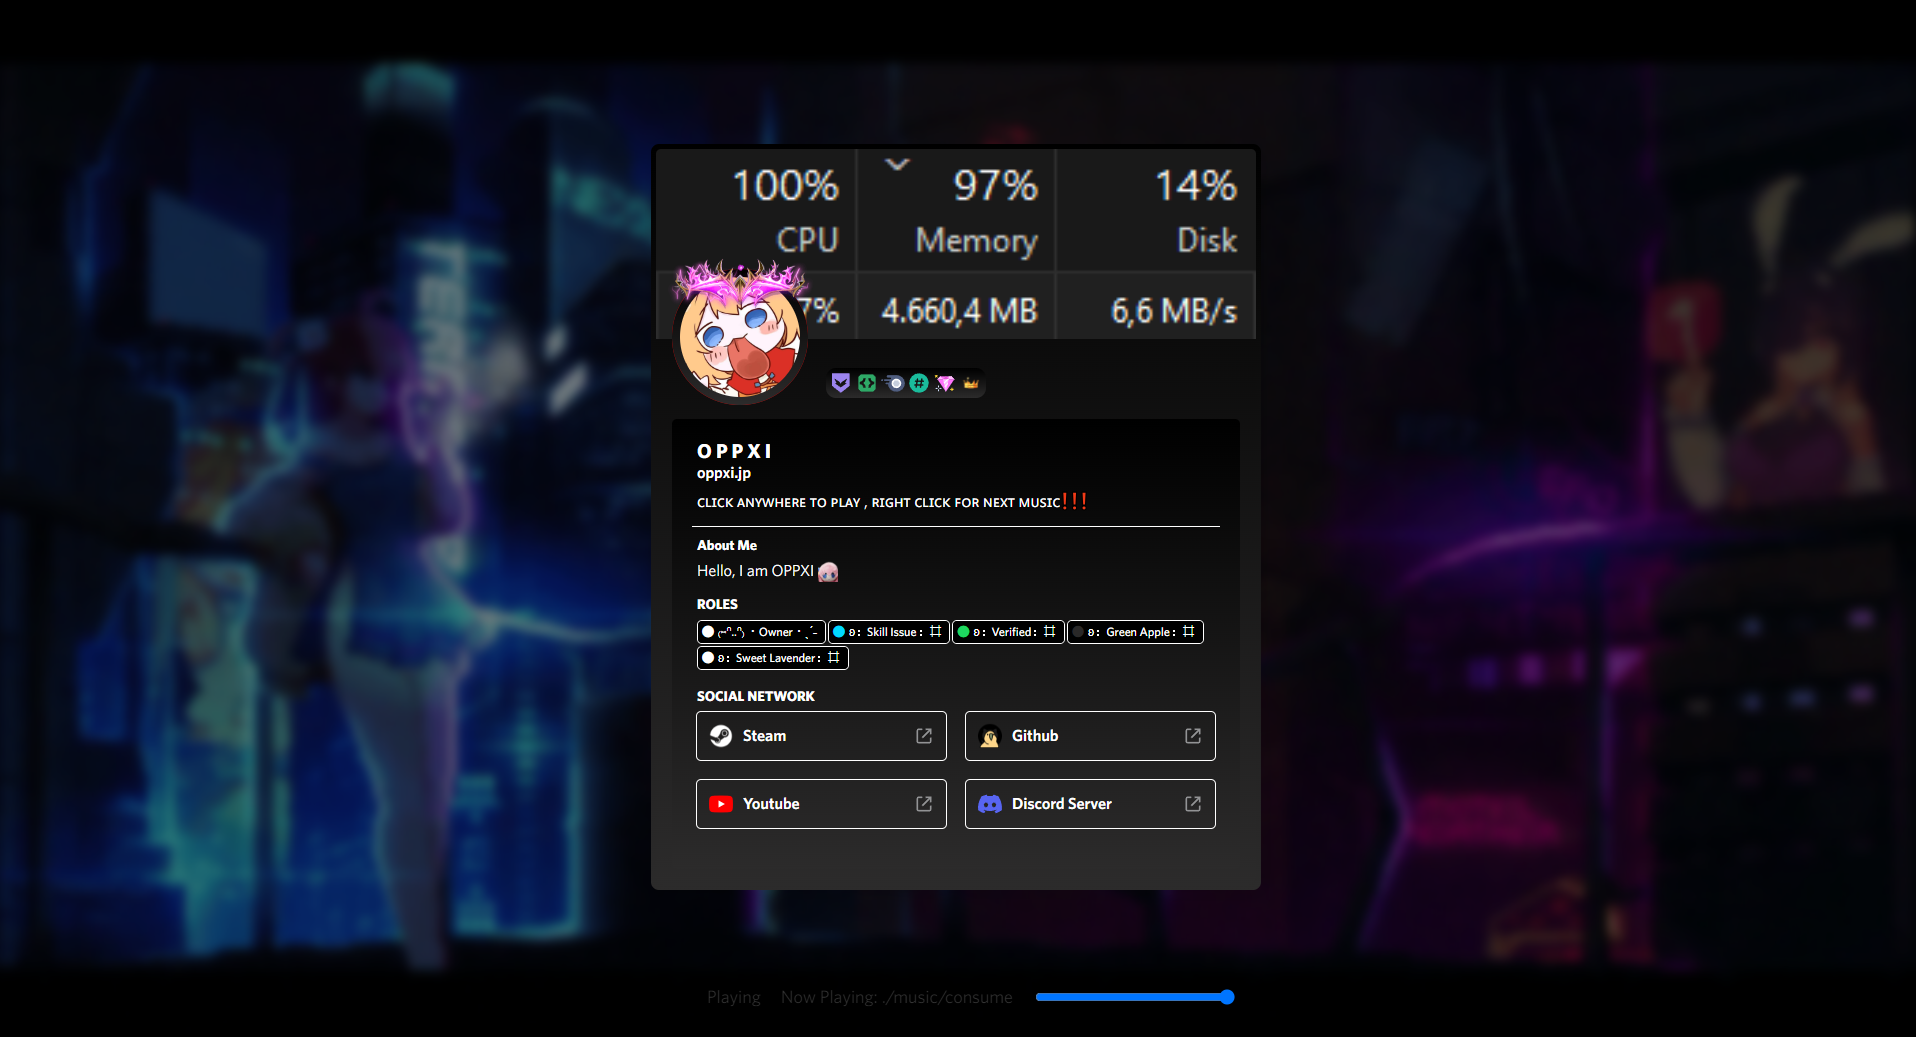 100% 97% 14%
CPU Memory Disk
7% 4.660,4 MB 6,6 MB/s
OPPXI
oppxi.jp
CLICK ANYWHERE TO PLAY , RIGHT CLICK FOR NEXT MUSIC❗❗❗
About Me
Hello, I am OPPXI
ROLES
・Owner・ ʚ： Skill Issue： ʚ： Verified： ʚ： Green Apple：
ʚ： Sweet Lavender：
SOCIAL NETWORK
Steam Github
Youtube Discord Server
Playing Now Playing: ./music/consume